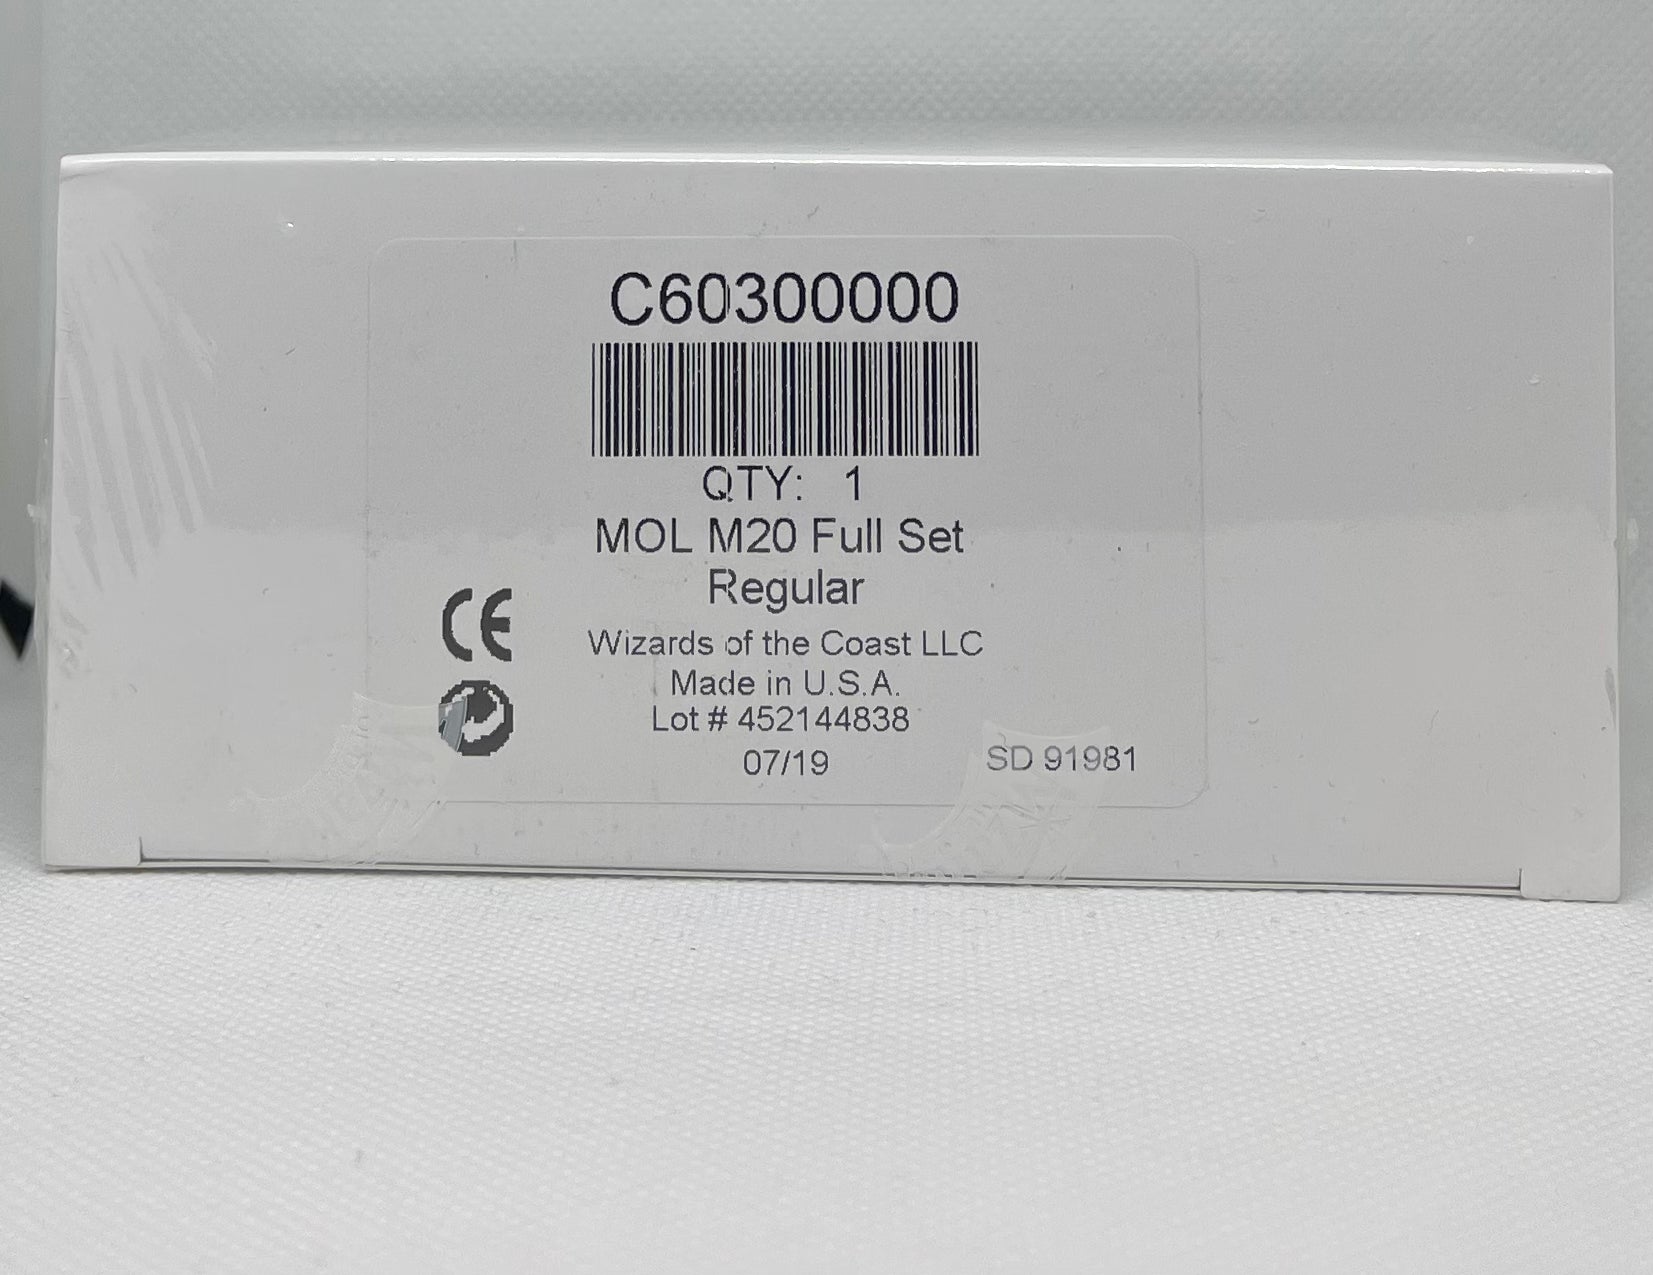 C60300000
QTY: 1
MOL M20 Full Set
Regular
CE
Wizards of the Coast LLC
Made in U.S.A.
Lot # 452144838
07/19
SD 91981